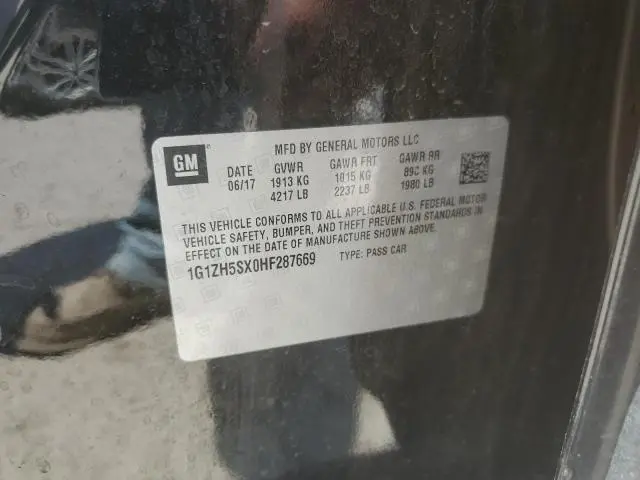 GM
MFD BY GENERAL MOTORS LLC
DATE GVWR GAWR FRT GAWR RR
06/17 1913 KG 1015 KG 898 KG
4217 LB 2237 LB 1980 LB
THIS VEHICLE CONFORMS TO ALL APPLICABLE U.S. FEDERAL MOTOR
VEHICLE SAFETY, BUMPER, AND THEFT PREVENTION STANDARDS IN
EFFECT ON THE DATE OF MANUFACTURE SHOWN ABOVE.
1G1ZH5SX0HF287669 TYPE: PASS CAR